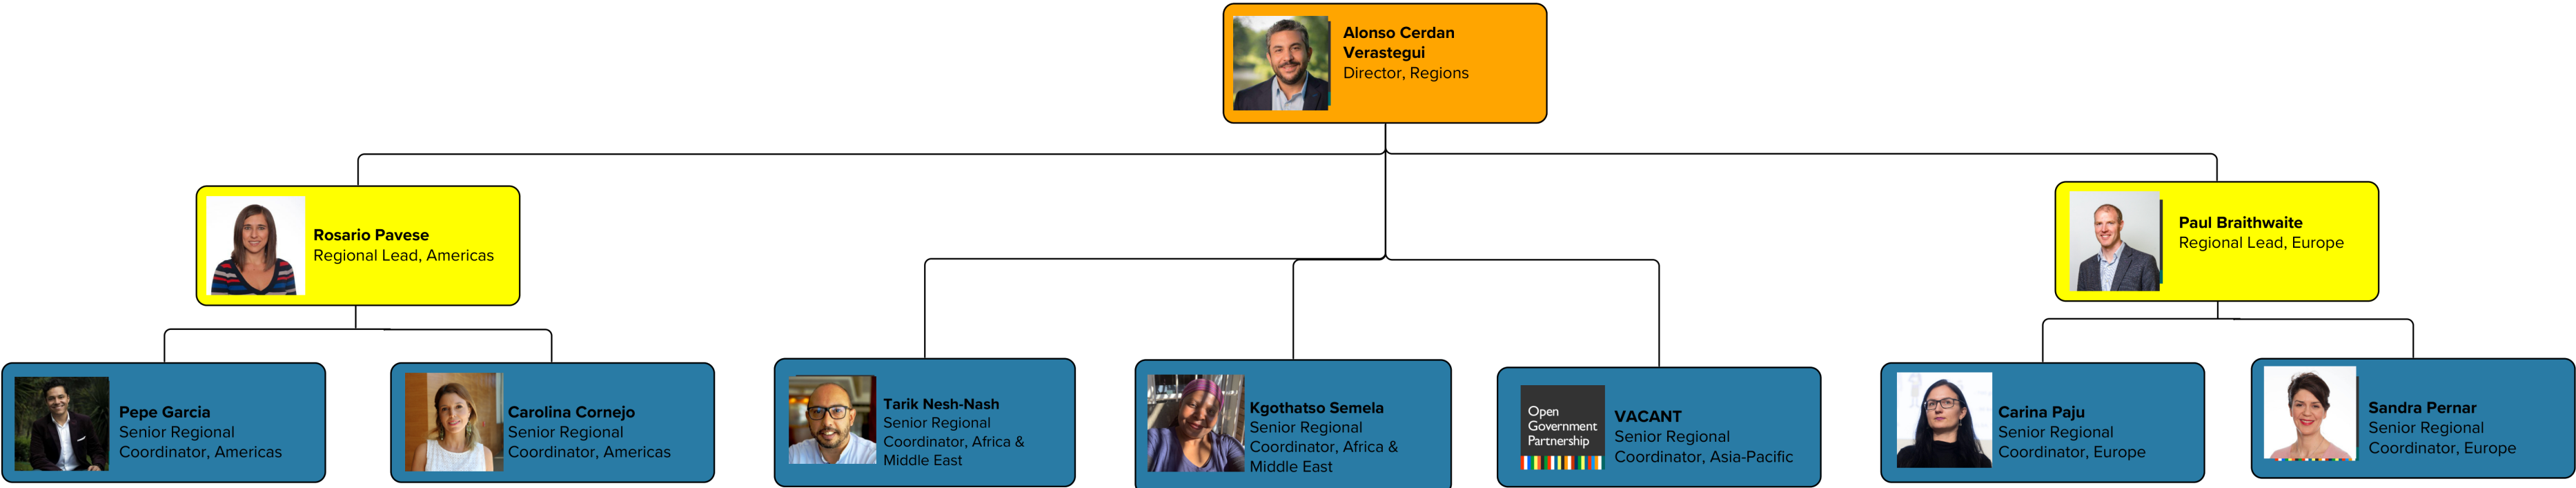 Alonso Cerdan
Verastegui
Director, Regions
Rosario Pavese
Regional Lead, Americas
Paul Braithwaite
Regional Lead, Europe
Pepe Garcia
Senior Regional
Coordinator, Americas
Carolina Cornejo
Senior Regional
Coordinator, Americas
Tarik Nesh-Nash
Senior Regional
Coordinator, Africa &
Middle East
Kgothatso Semela
Senior Regional
Coordinator, Africa &
Middle East
Open
Government
Partnership
VACANT
Senior Regional
Coordinator, Asia-Pacific
Carina Paju
Senior Regional
Coordinator, Europe
Sandra Pernar
Senior Regional
Coordinator, Europe